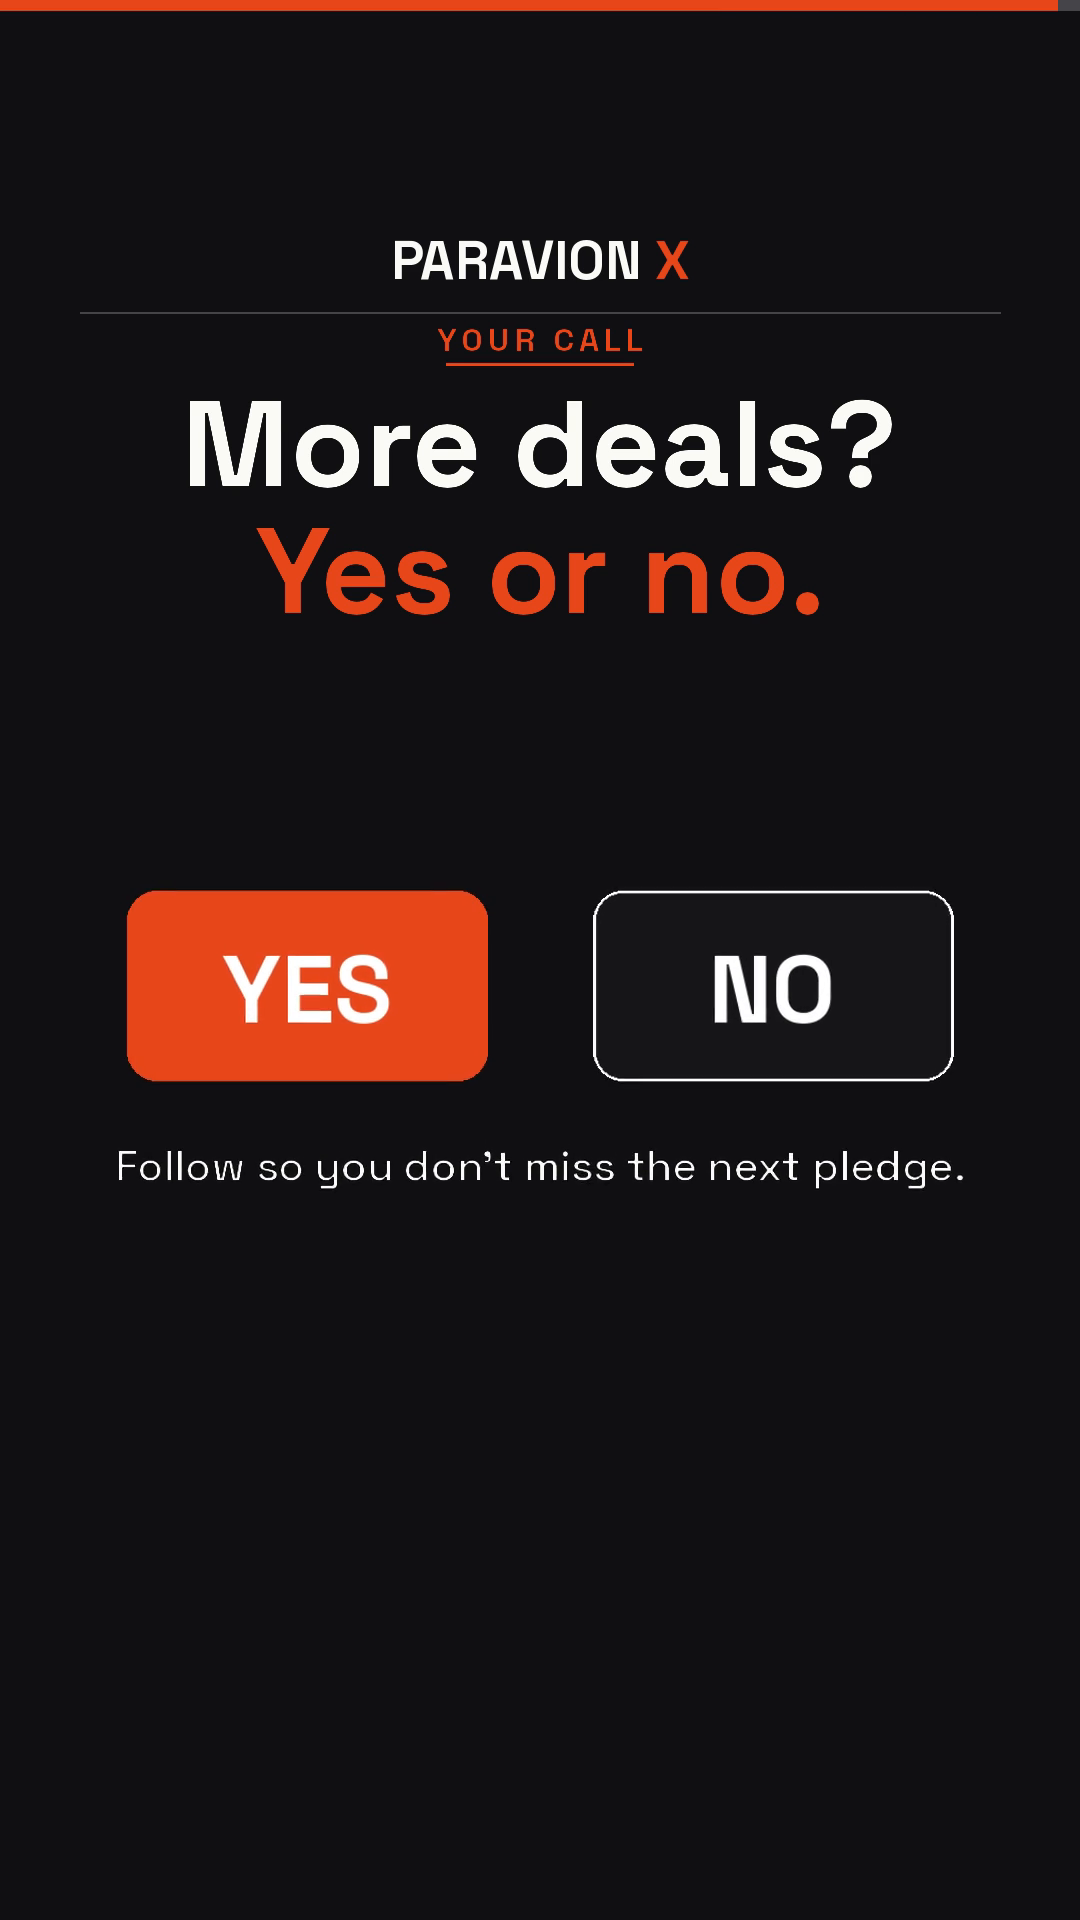 PARAVION X
YOUR CALL
More deals?
Yes or no.
YES NO
Follow so you don’t miss the next pledge.